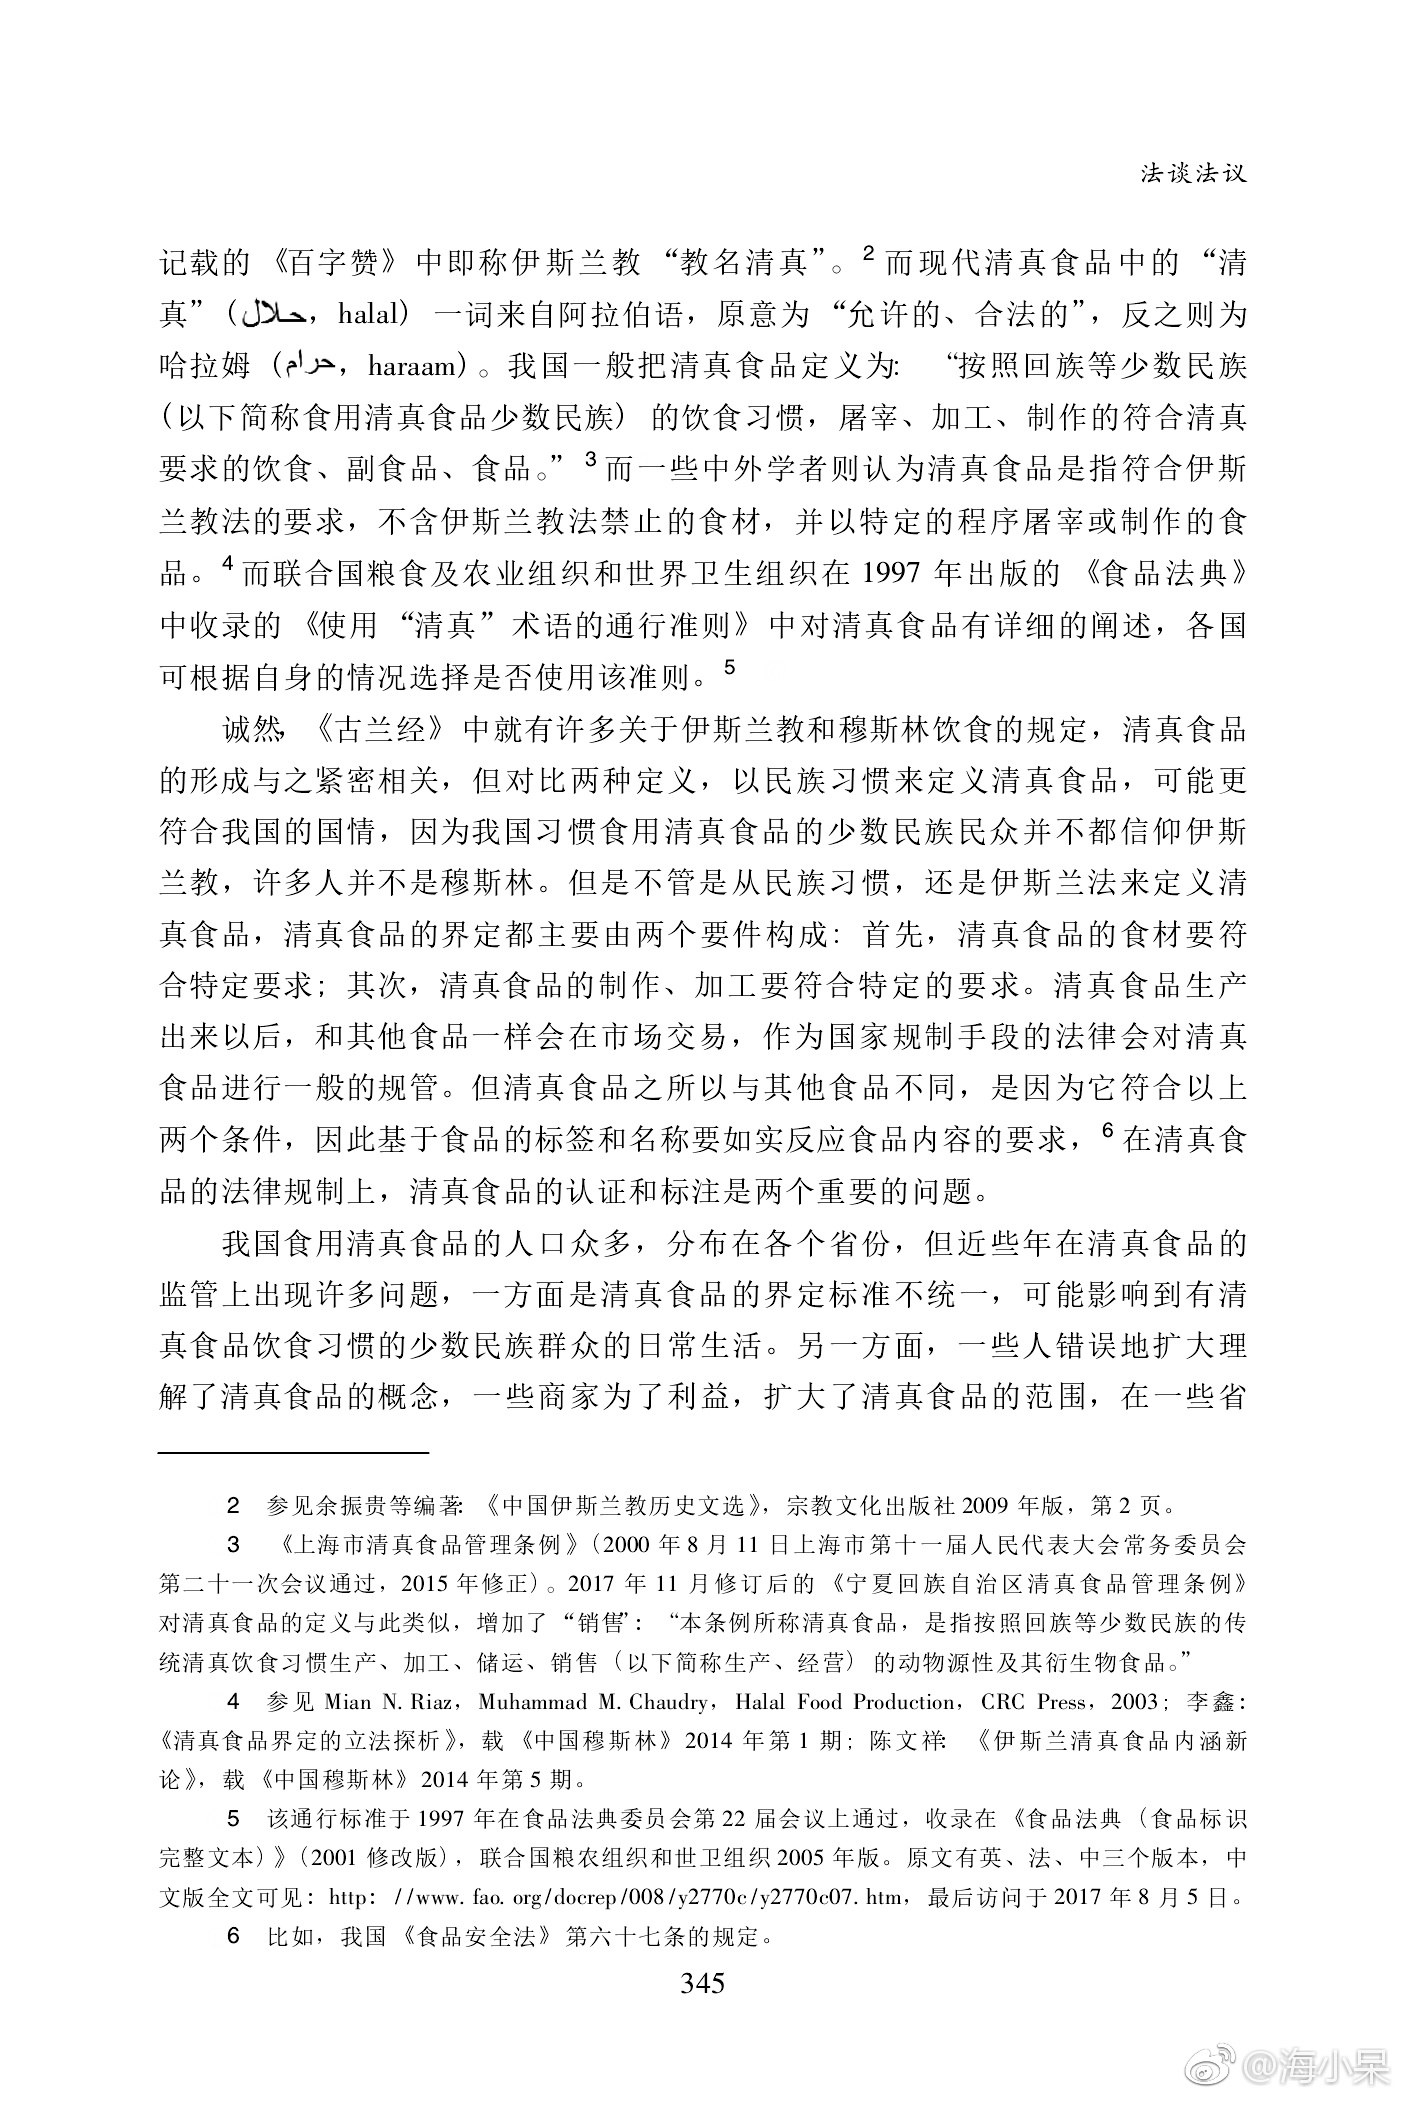 法谈法议
记载的《百字赞》中即称伊斯兰教“教名清真”。2 而现代清真食品中的“清
真”(حلال, halal) 一词来自阿拉伯语，原意为“允许的、合法的”，反之则为
哈拉姆 (حرام, haraam)。我国一般把清真食品定义为：“按照回族等少数民族
(以下简称食用清真食品少数民族) 的饮食习惯，屠宰、加工、制作的符合清真
要求的饮食、副食品、食品。” 3 而一些中外学者则认为清真食品是指符合伊斯
兰教法的要求，不含伊斯兰教法禁止的食材，并以特定的程序屠宰或制作的食
品。4 而联合国粮食及农业组织和世界卫生组织在 1997 年出版的《食品法典》
中收录的《使用“清真”术语的通行准则》中对清真食品有详细的阐述，各国
可根据自身的情况选择是否使用该准则。5
诚然，《古兰经》中就有许多关于伊斯兰教和穆斯林饮食的规定，清真食品
的形成与之紧密相关，但对比两种定义，以民族习惯来定义清真食品，可能更
符合我国的国情，因为我国习惯食用清真食品的少数民族民众并不都信仰伊斯
兰教，许多人并不是穆斯林。但是不管是从民族习惯，还是伊斯兰法来定义清
真食品，清真食品的界定都主要由两个要件构成：首先，清真食品的食材要符
合特定要求；其次，清真食品的制作、加工要符合特定的要求。清真食品生产
出来以后，和其他食品一样会在市场交易，作为国家规制手段的法律会对清真
食品进行一般的规管。但清真食品之所以与其他食品不同，是因为它符合以上
两个条件，因此基于食品的标签和名称要如实反应食品内容的要求，6 在清真食
品的法律规制上，清真食品的认证和标注是两个重要的问题。
我国食用清真食品的人口众多，分布在各个省份，但近些年在清真食品的
监管上出现许多问题，一方面是清真食品的界定标准不统一，可能影响到有清
真食品饮食习惯的少数民族群众的日常生活。另一方面，一些人错误地扩大理
解了清真食品的概念，一些商家为了利益，扩大了清真食品的范围，在一些省
2 参见余振贵等编著：《中国伊斯兰教历史文选》，宗教文化出版社 2009 年版，第 2 页。
3 《上海市清真食品管理条例》(2000 年 8 月 11 日上海市第十一届人民代表大会常务委员会
第二十一次会议通过，2015 年修正)。2017 年 11 月修订后的《宁夏回族自治区清真食品管理条例》
对清真食品的定义与此类似，增加了“销售”：“本条例所称清真食品，是指按照回族等少数民族的传
统清真饮食习惯生产、加工、储运、销售 (以下简称生产、经营) 的动物源性及其衍生物食品。”
4 参见 Mian N. Riaz, Muhammad M. Chaudry, Halal Food Production, CRC Press, 2003; 李鑫：
《清真食品界定的立法探析》，载《中国穆斯林》2014 年第 1 期；陈文祥：《伊斯兰清真食品内涵新
论》，载《中国穆斯林》2014 年第 5 期。
5 该通行标准于 1997 年在食品法典委员会第 22 届会议上通过，收录在《食品法典 (食品标识
完整文本)》(2001 修改版)，联合国粮农组织和世卫组织 2005 年版。原文有英、法、中三个版本，中
文版全文可见：http: //www. fao. org/docrep/008/y2770c/y2770c07. htm，最后访问于 2017 年 8 月 5 日。
6 比如，我国《食品安全法》第六十七条的规定。
345
@海小呆